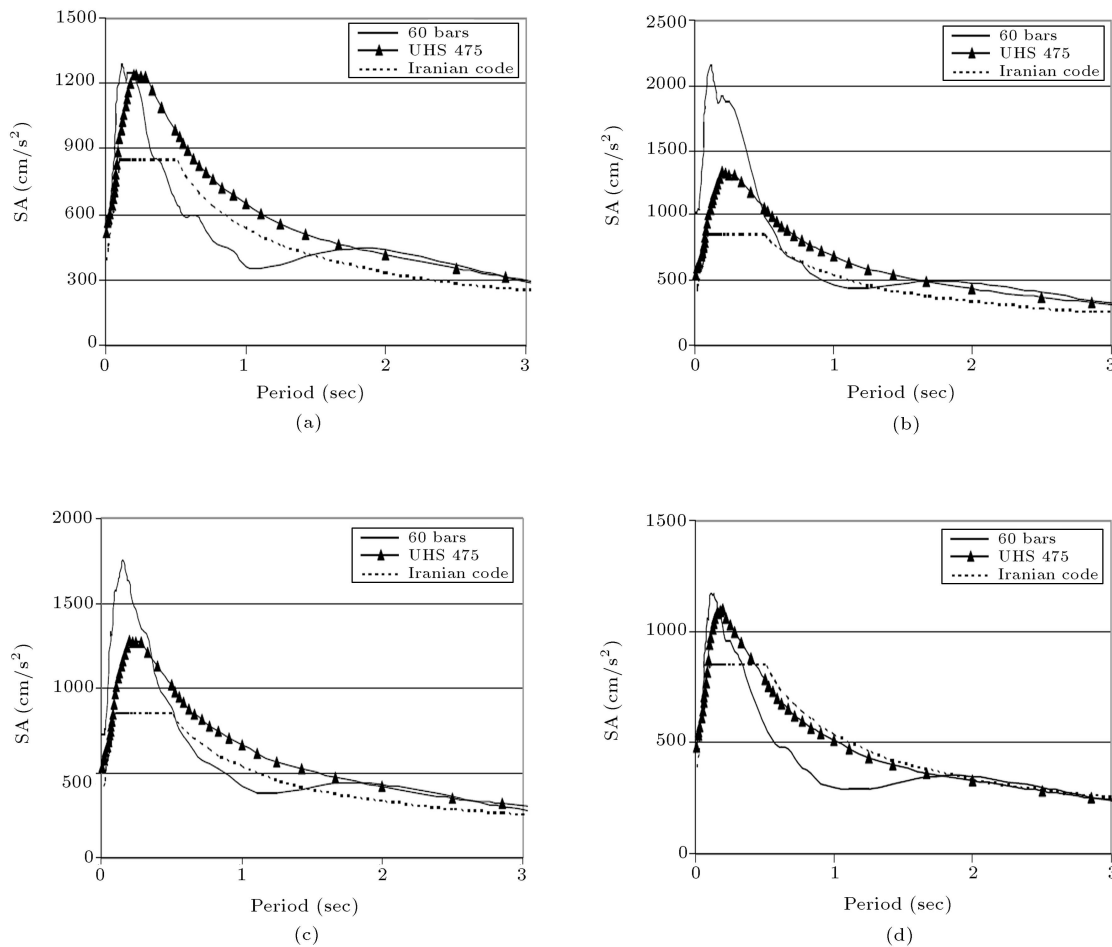 1500
1200
900
600
300
0
SA (cm/s²)
60 bars
UHS 475
Iranian code
0 1 2 3
Period (sec)
(a)
2500
2000
1500
1000
500
0
SA (cm/s²)
60 bars
UHS 475
Iranian code
0 1 2 3
Period (sec)
(b)
2000
1500
1000
500
0
SA (cm/s²)
60 bars
UHS 475
Iranian code
0 1 2 3
Period (sec)
(c)
1500
1000
500
0
SA (cm/s²)
60 bars
UHS 475
Iranian code
0 1 2 3
Period (sec)
(d)